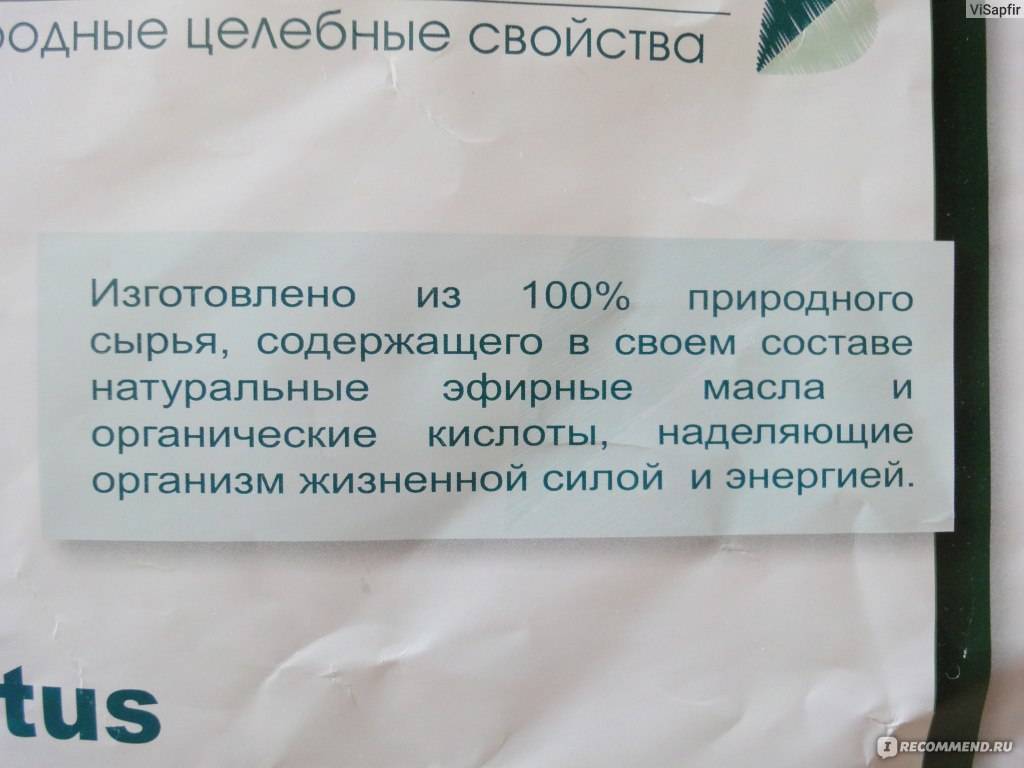 ViSapfir
одные целебные свойства
Изготовлено из 100% природного
сырья, содержащего в своем составе
натуральные эфирные масла и
органические кислоты, наделяющие
организм жизненной силой и энергией.
tus
IRECOMMEND.RU